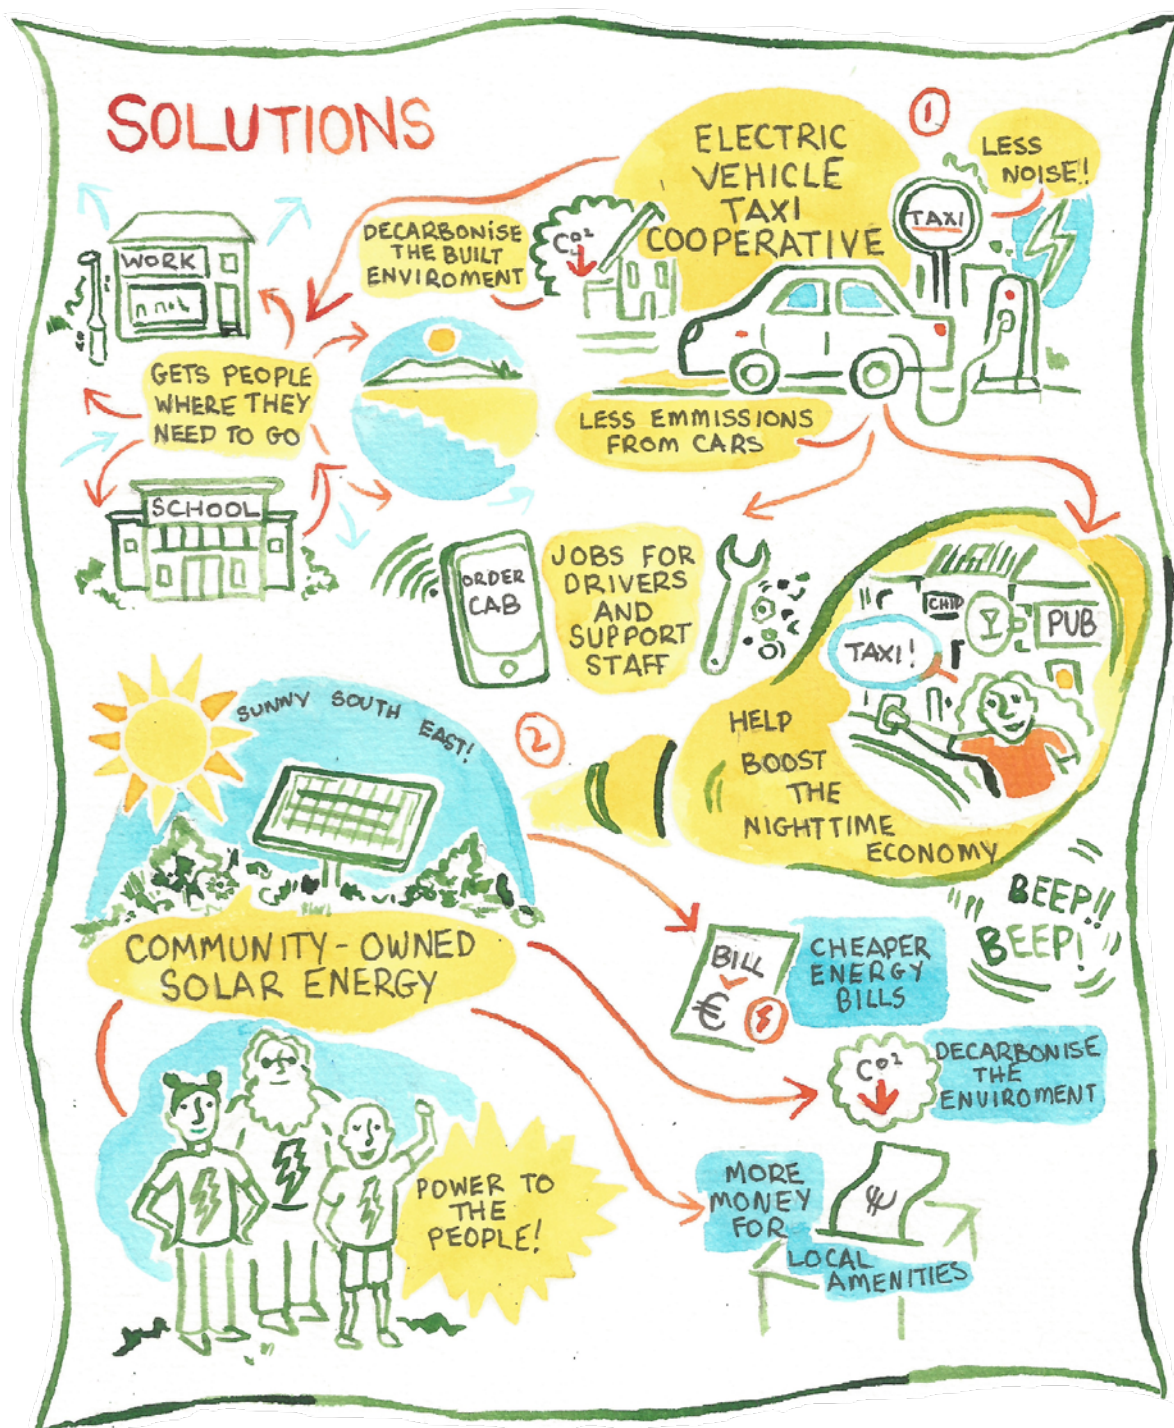 SOLUTIONS
1
ELECTRIC
VEHICLE
TAXI
COOPERATIVE
LESS
NOISE!!
TAXI
DECARBONISE
THE BUILT
ENVIROMENT
CO2
WORK
GETS PEOPLE
WHERE THEY
NEED TO GO
SCHOOL
LESS EMMISSIONS
FROM CARS
ORDER
CAB
JOBS FOR
DRIVERS
AND
SUPPORT
STAFF
CHIP
PUB
TAXI!
HELP
BOOST
THE
NIGHTTIME
ECONOMY
BEEP!!
BEEP!
2
SUNNY SOUTH
EAST!
COMMUNITY-OWNED
SOLAR ENERGY
BILL
€
CHEAPER
ENERGY
BILLS
CO2
DECARBONISE
THE
ENVIROMENT
POWER TO
THE
PEOPLE!
MORE
MONEY
FOR
LOCAL
AMENITIES